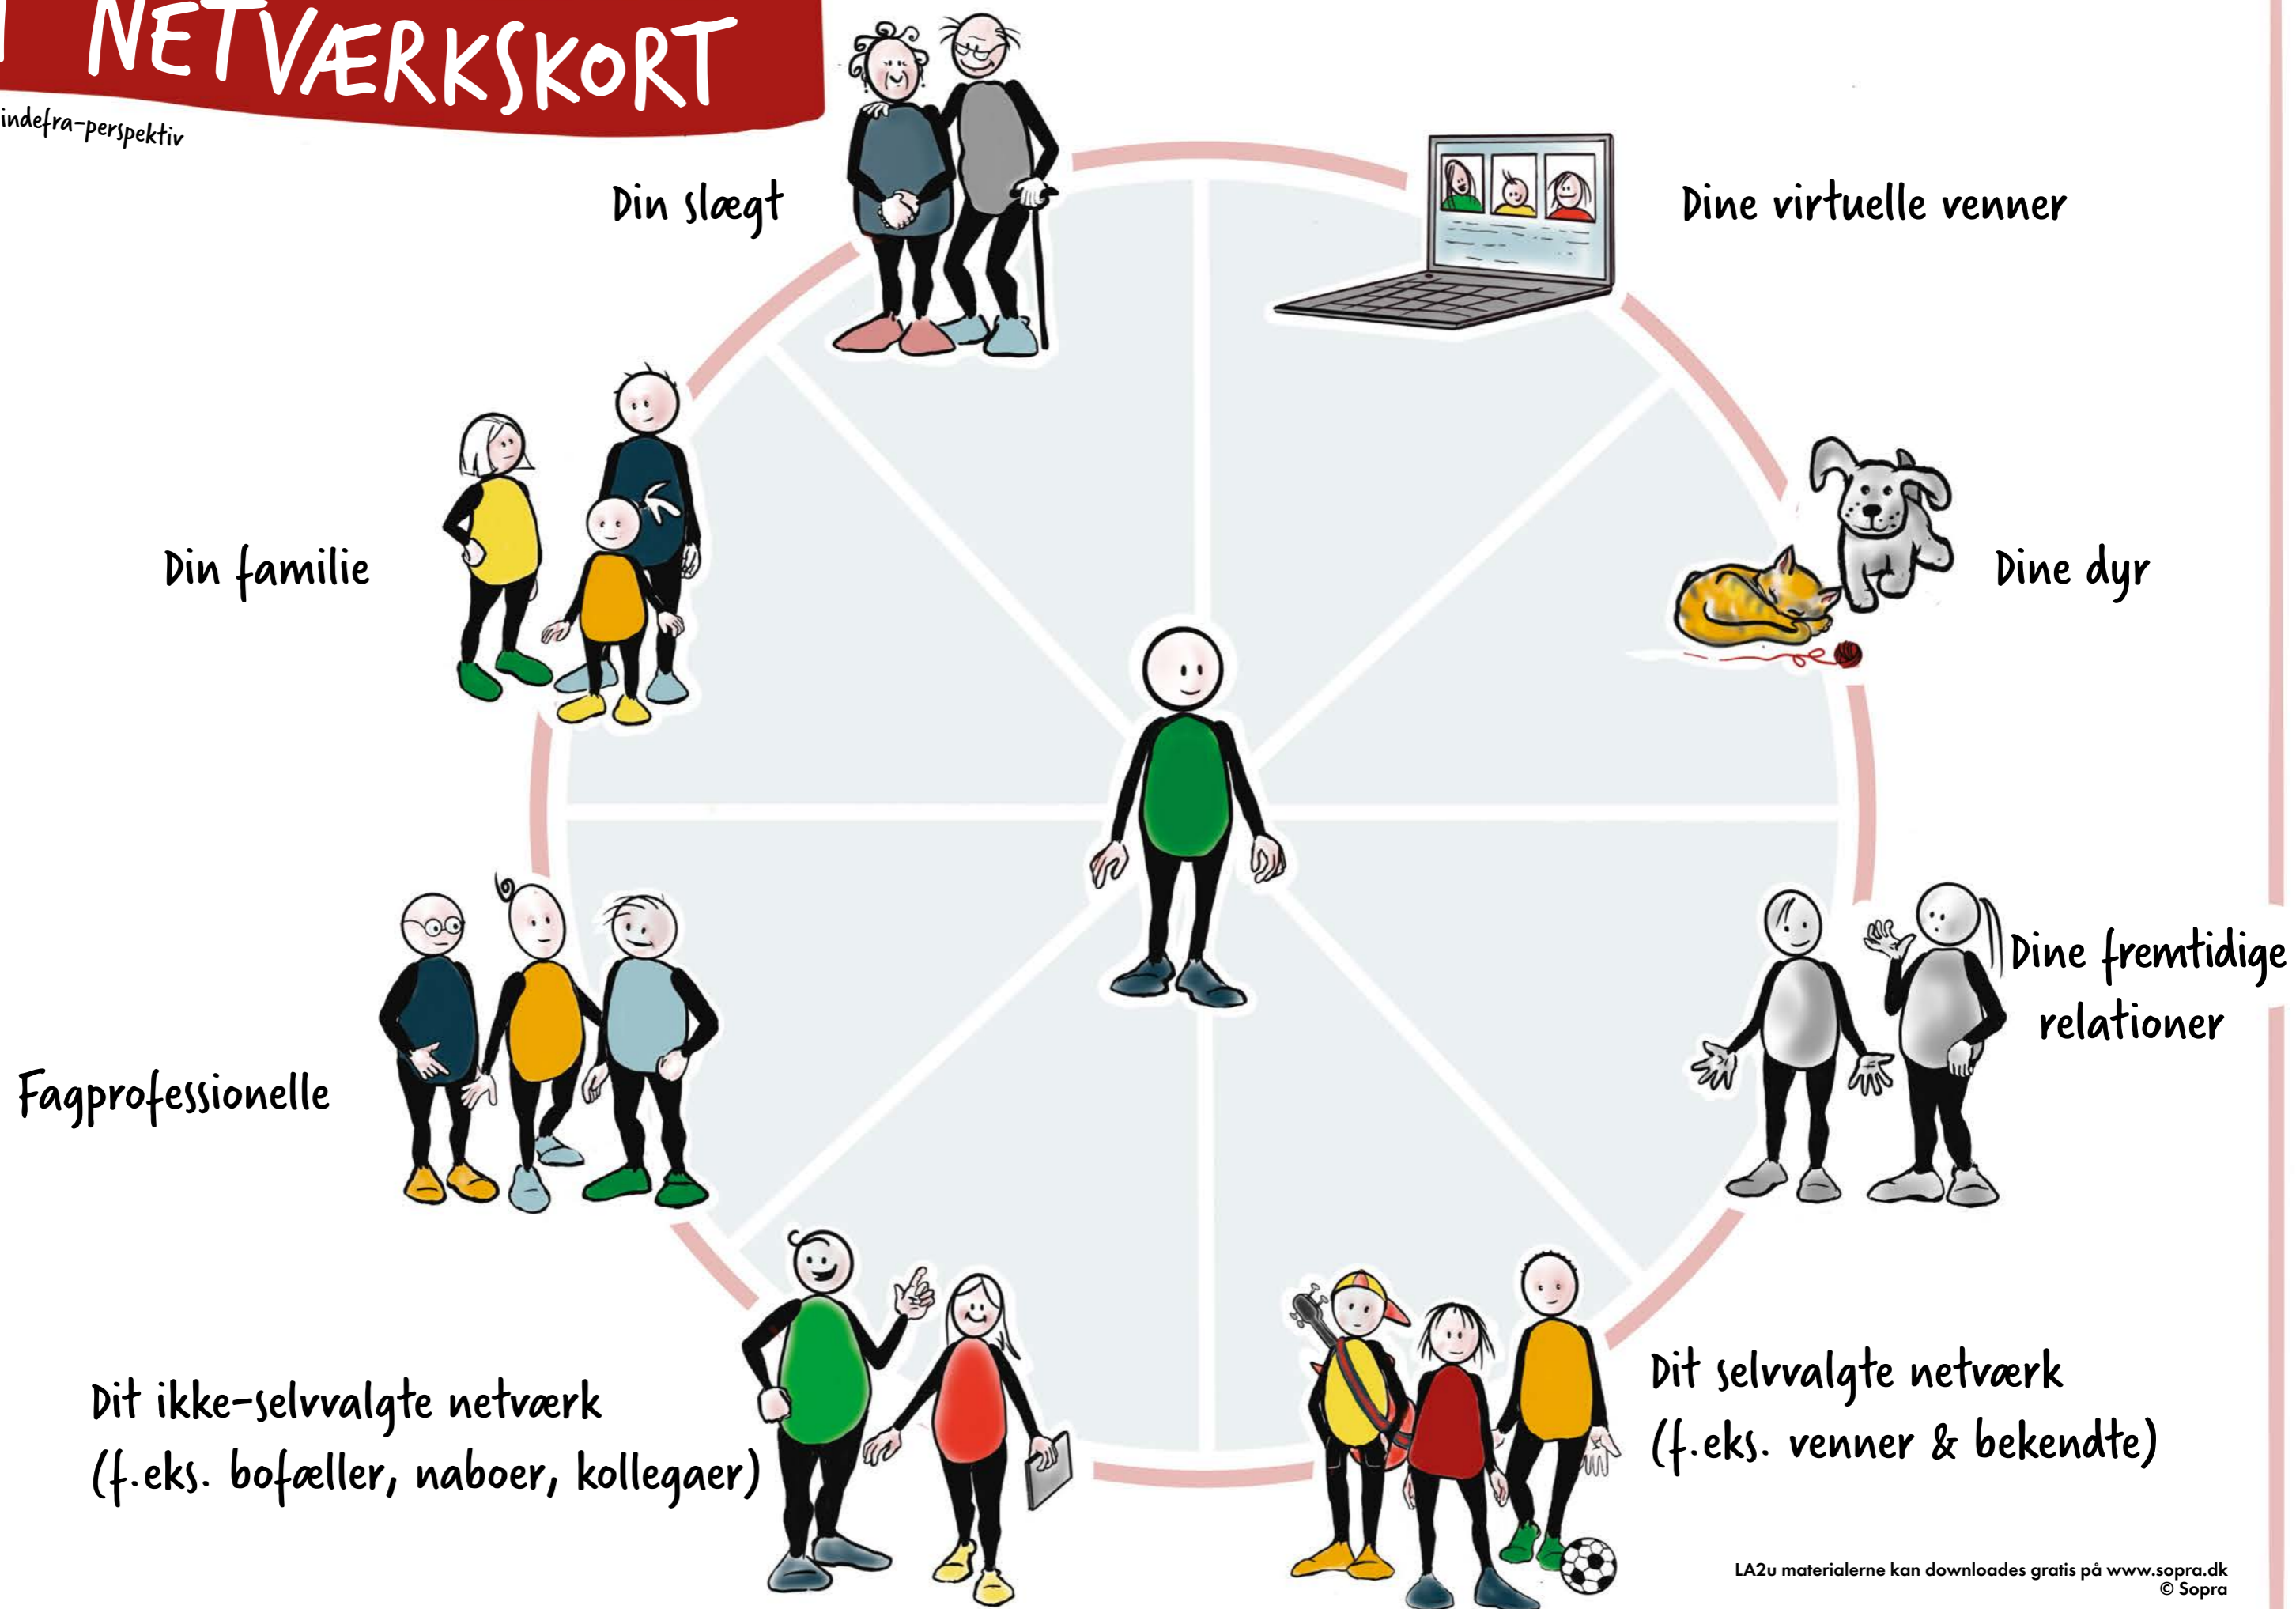 NETVÆRKSKORT
indefra-perspektiv
Din slægt
Dine virtuelle venner
Din familie
Dine dyr
Dine fremtidige
relationer
Fagprofessionelle
Dit ikke-selvvalgte netværk
(f.eks. bofæller, naboer, kollegaer)
Dit selvvalgte netværk
(f.eks. venner & bekendte)
LA2u materialerne kan downloades gratis på www.sopra.dk
© Sopra